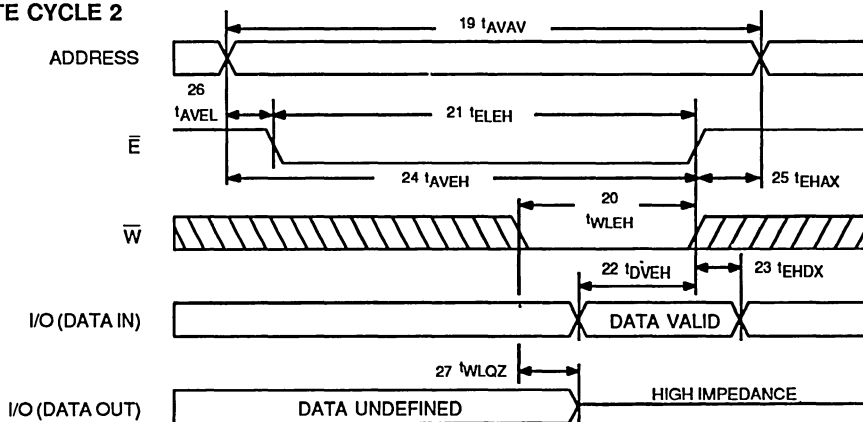 TE CYCLE 2
19 tAVAV
ADDRESS
26
tAVEL
21 tELEH
E̅
24 tAVEH
25 tEHAX
20
tWLEH
W̅
22 tDVEH
23 tEHDX
I/O (DATA IN)
DATA VALID
27 tWLQZ
I/O (DATA OUT)
DATA UNDEFINED
HIGH IMPEDANCE